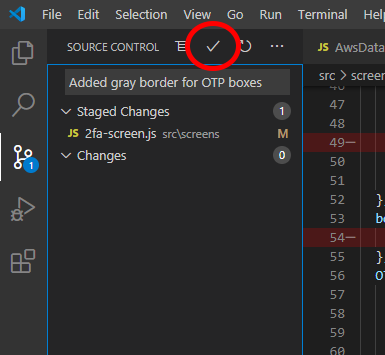 File Edit Selection View Go Run Terminal Help
SOURCE CONTROL
AwsData
Added gray border for OTP boxes
src > screen
Staged Changes 1
2fa-screen.js src\screens M
Changes 0
JS
1
47
48
49
50
51
52 }
53 bo
54
55 }
56 O
57
58
59
60